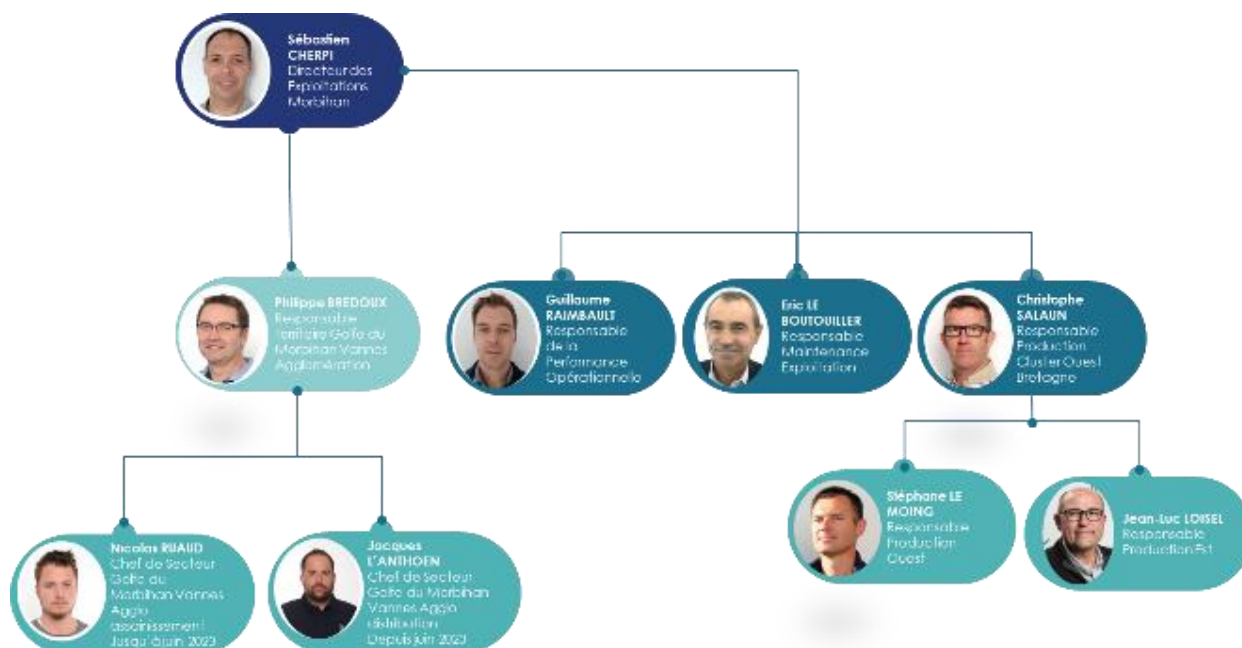 Sébastien
CHERPI
Directeur des
Exploitations
Morbihan
Philippe BREDOUX
Responsable
Territoire Golfe du
Morbihan Vannes
Agglomération
Guillaume
RAIMBAULT
Responsable
de la
Performance
Opérationnelle
Eric LE
BOUTOUILLER
Responsable
Maintenance
Exploitation
Christophe
SALAUN
Responsable
Production
Cluster Ouest
Bretagne
Stéphane LE
MOING
Responsable
Production
Ouest
Jean-Luc LOISEL
Responsable
Production Est
Nicolas RUAUD
Chef de Secteur
Golfe du
Morbihan Vannes
Agglo
assainissement
Jusqu'à juin 2023
Jacques
L'ANTHOEN
Chef de Secteur
Golfe du Morbihan
Vannes Agglo
distribution
Depuis juin 2023